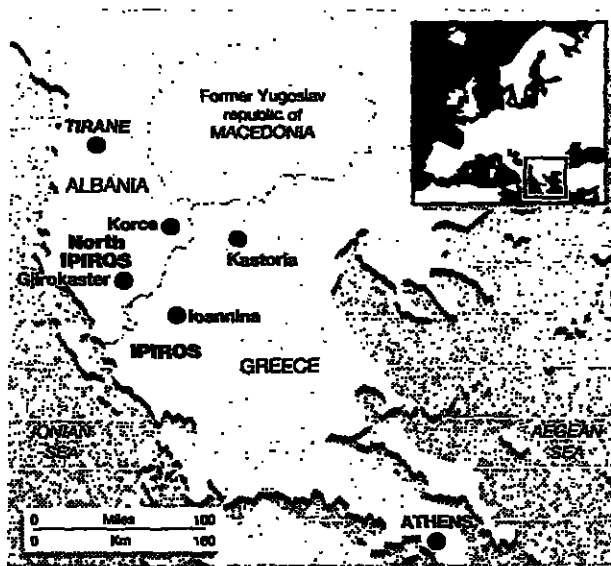 Former Yugoslav
republic of
MACEDONIA
TIRANE
ALBANIA
Korce
Kastoria
North
IPIROS
Gjirokaster
Ioannina
IPIROS
GREECE
IONIAN
SEA
AEGEAN
SEA
0 Miles 100
0 Km 160
ATHENS